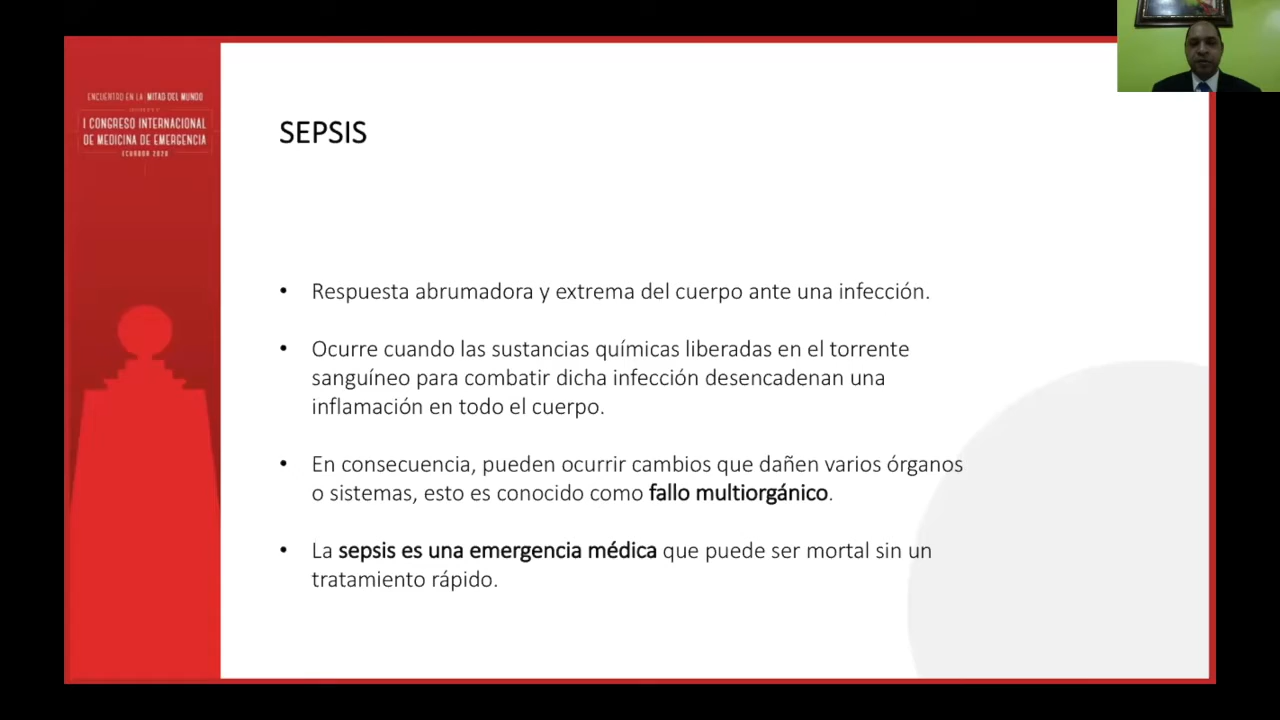 ENCUENTRO EN LA MITAD DEL MUNDO
I CONGRESO INTERNACIONAL
DE MEDICINA DE EMERGENCIA
ECUADOR 2020
SEPSIS
• Respuesta abrumadora y extrema del cuerpo ante una infección.
• Ocurre cuando las sustancias químicas liberadas en el torrente
sanguíneo para combatir dicha infección desencadenan una
inflamación en todo el cuerpo.
• En consecuencia, pueden ocurrir cambios que dañen varios órganos
o sistemas, esto es conocido como fallo multiorgánico.
• La sepsis es una emergencia médica que puede ser mortal sin un
tratamiento rápido.